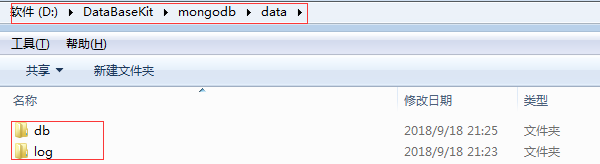 软件 (D:) ▸ DataBaseKit ▸ mongodb ▸ data ▸
工具(T) 帮助(H)
共享 ▼ 新建文件夹
名称 修改日期 类型
db 2018/9/18 21:25 文件夹
log 2018/9/18 21:23 文件夹